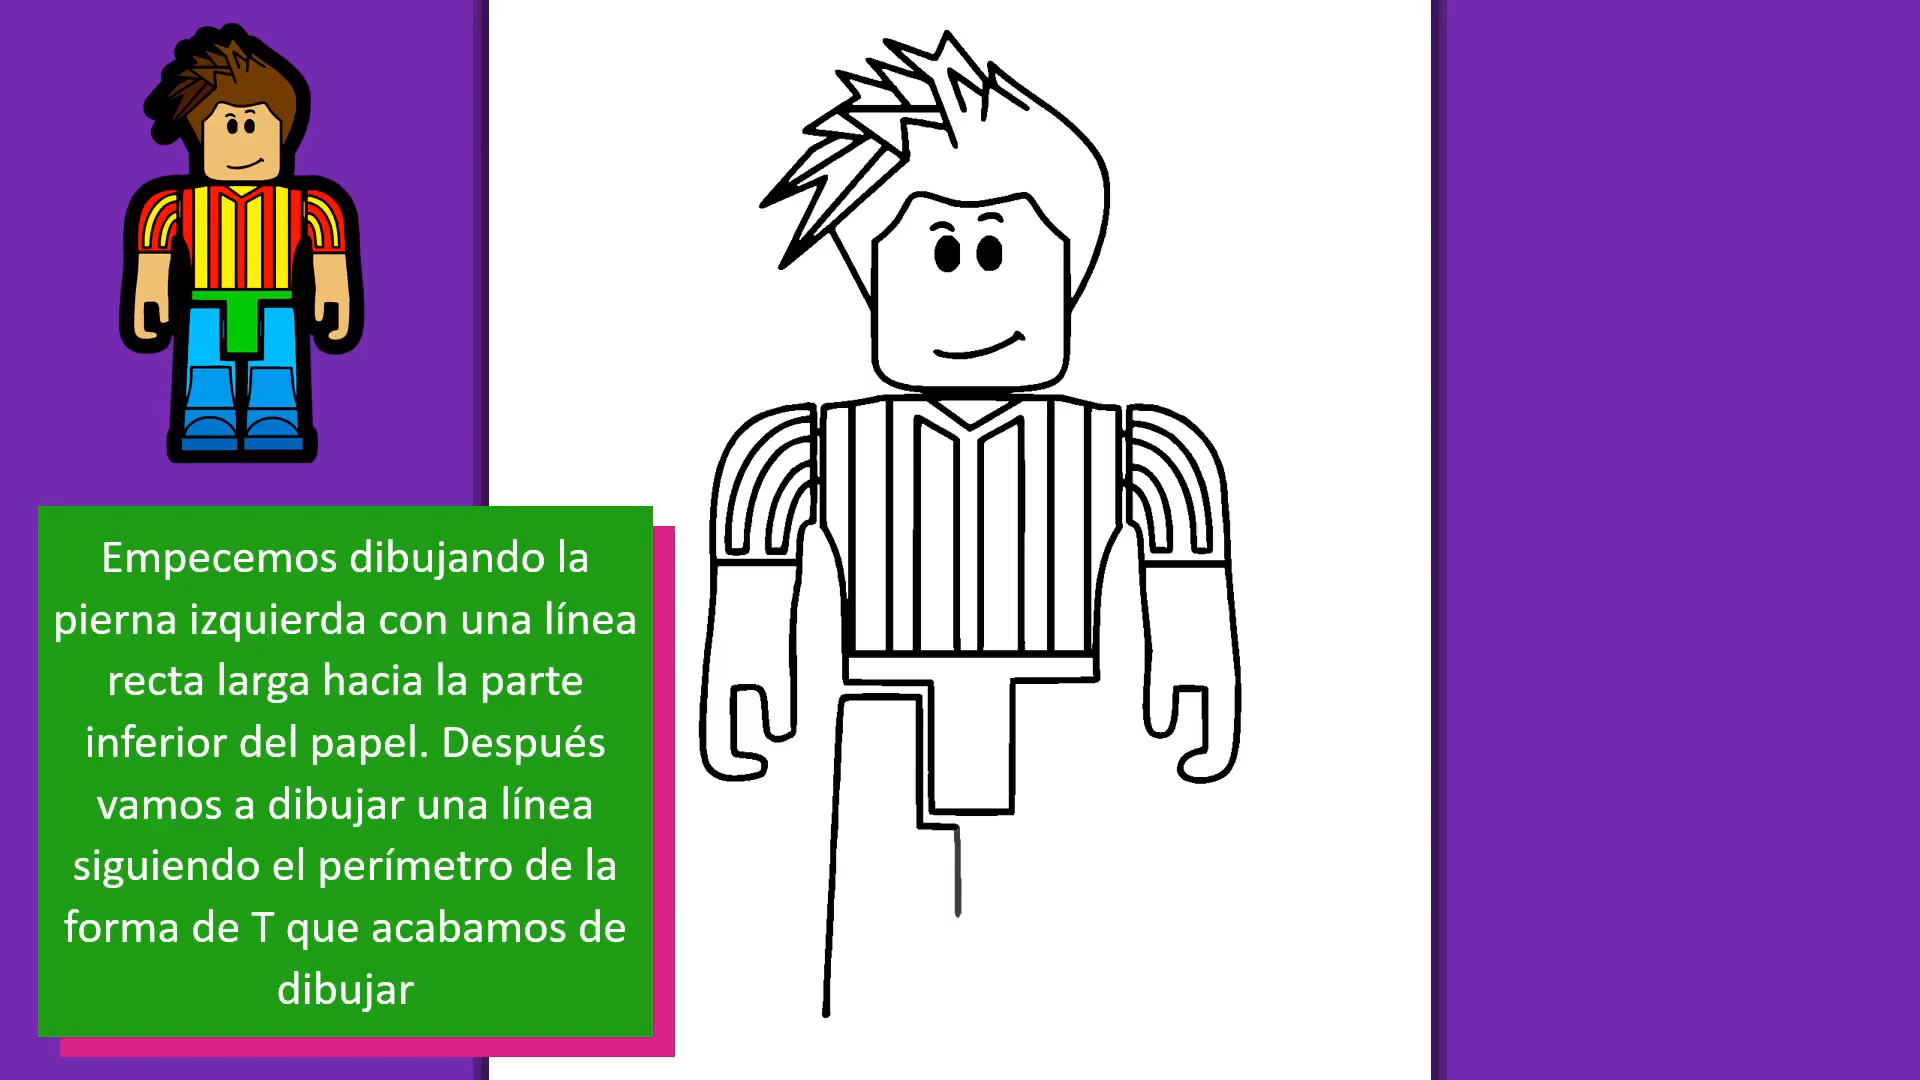 Empecemos dibujando la
pierna izquierda con una línea
recta larga hacia la parte
inferior del papel. Después
vamos a dibujar una línea
siguiendo el perímetro de la
forma de T que acabamos de
dibujar